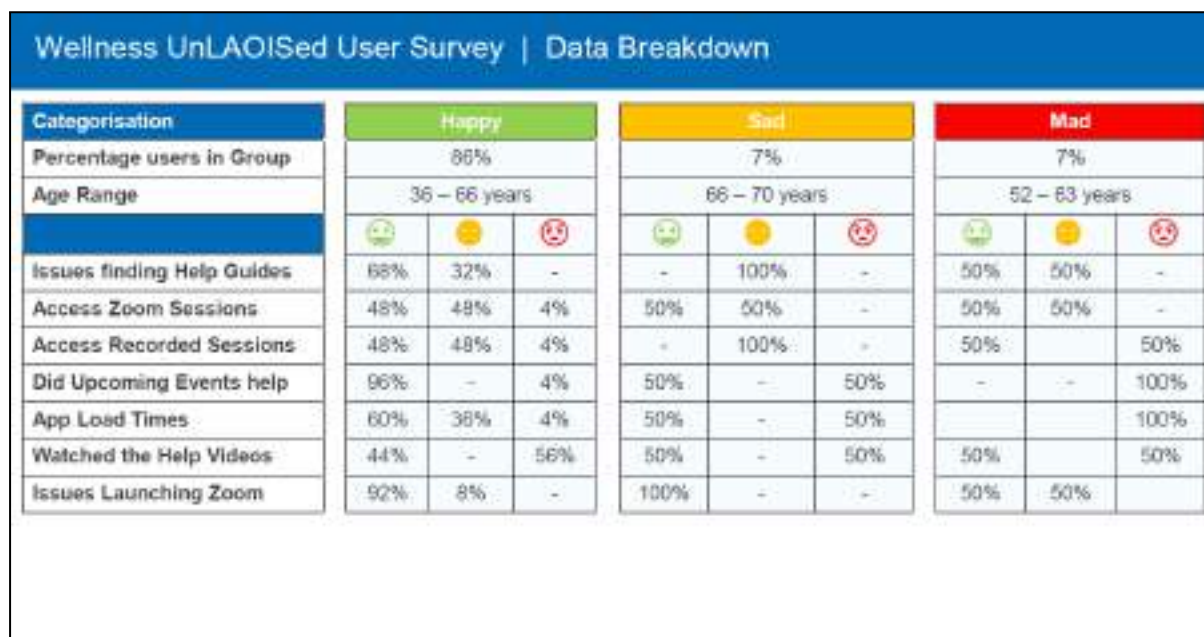 Wellness UnLAOISed User Survey | Data Breakdown
Categorisation Happy Sad Mad
Percentage users in Group 86% 7% 7%
Age Range 36 – 66 years 66 – 70 years 52 – 63 years
Issues finding Help Guides 68% 32% - - 100% - 50% 50% -
Access Zoom Sessions 48% 48% 4% 50% 50% - 50% 50% -
Access Recorded Sessions 48% 48% 4% - 100% - 50% 50%
Did Upcoming Events help 96% - 4% 50% - 50% - - 100%
App Load Times 60% 36% 4% 50% - 50% 100%
Watched the Help Videos 44% - 56% 50% - 50% 50% 50%
Issues Launching Zoom 92% 8% - 100% - - 50% 50%